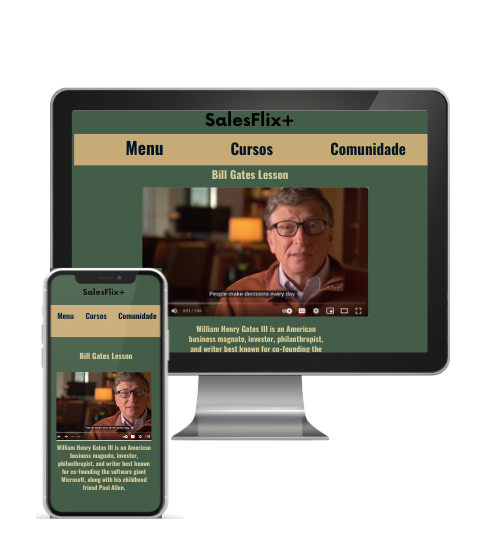 SalesFlix+
Menu Cursos Comunidade
Bill Gates Lesson
People make decisions every day.
William Henry Gates III is an American
business magnate, investor, philanthropist,
and writer best known for co-founding the
SalesFlix+
Menu Cursos Comunidade
Bill Gates Lesson
William Henry Gates III is an American
business magnate, investor,
philanthropist, and writer best known
for co-founding the software giant
Microsoft, along with his childhood
friend Paul Allen.